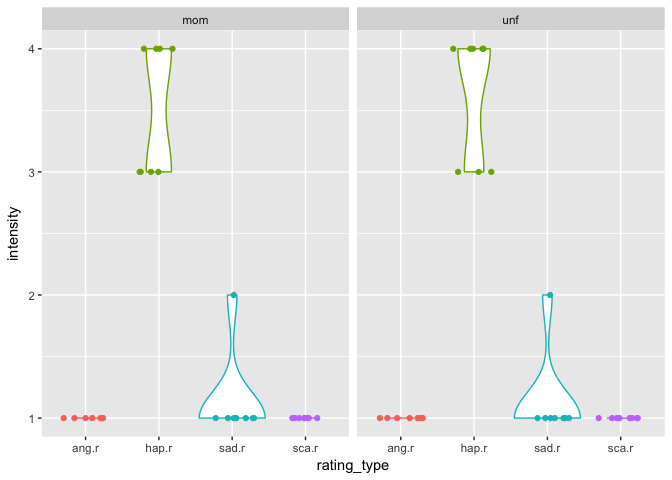 mom unf
4
3
2
1
intensity
ang.r hap.r sad.r sca.r ang.r hap.r sad.r sca.r
rating_type